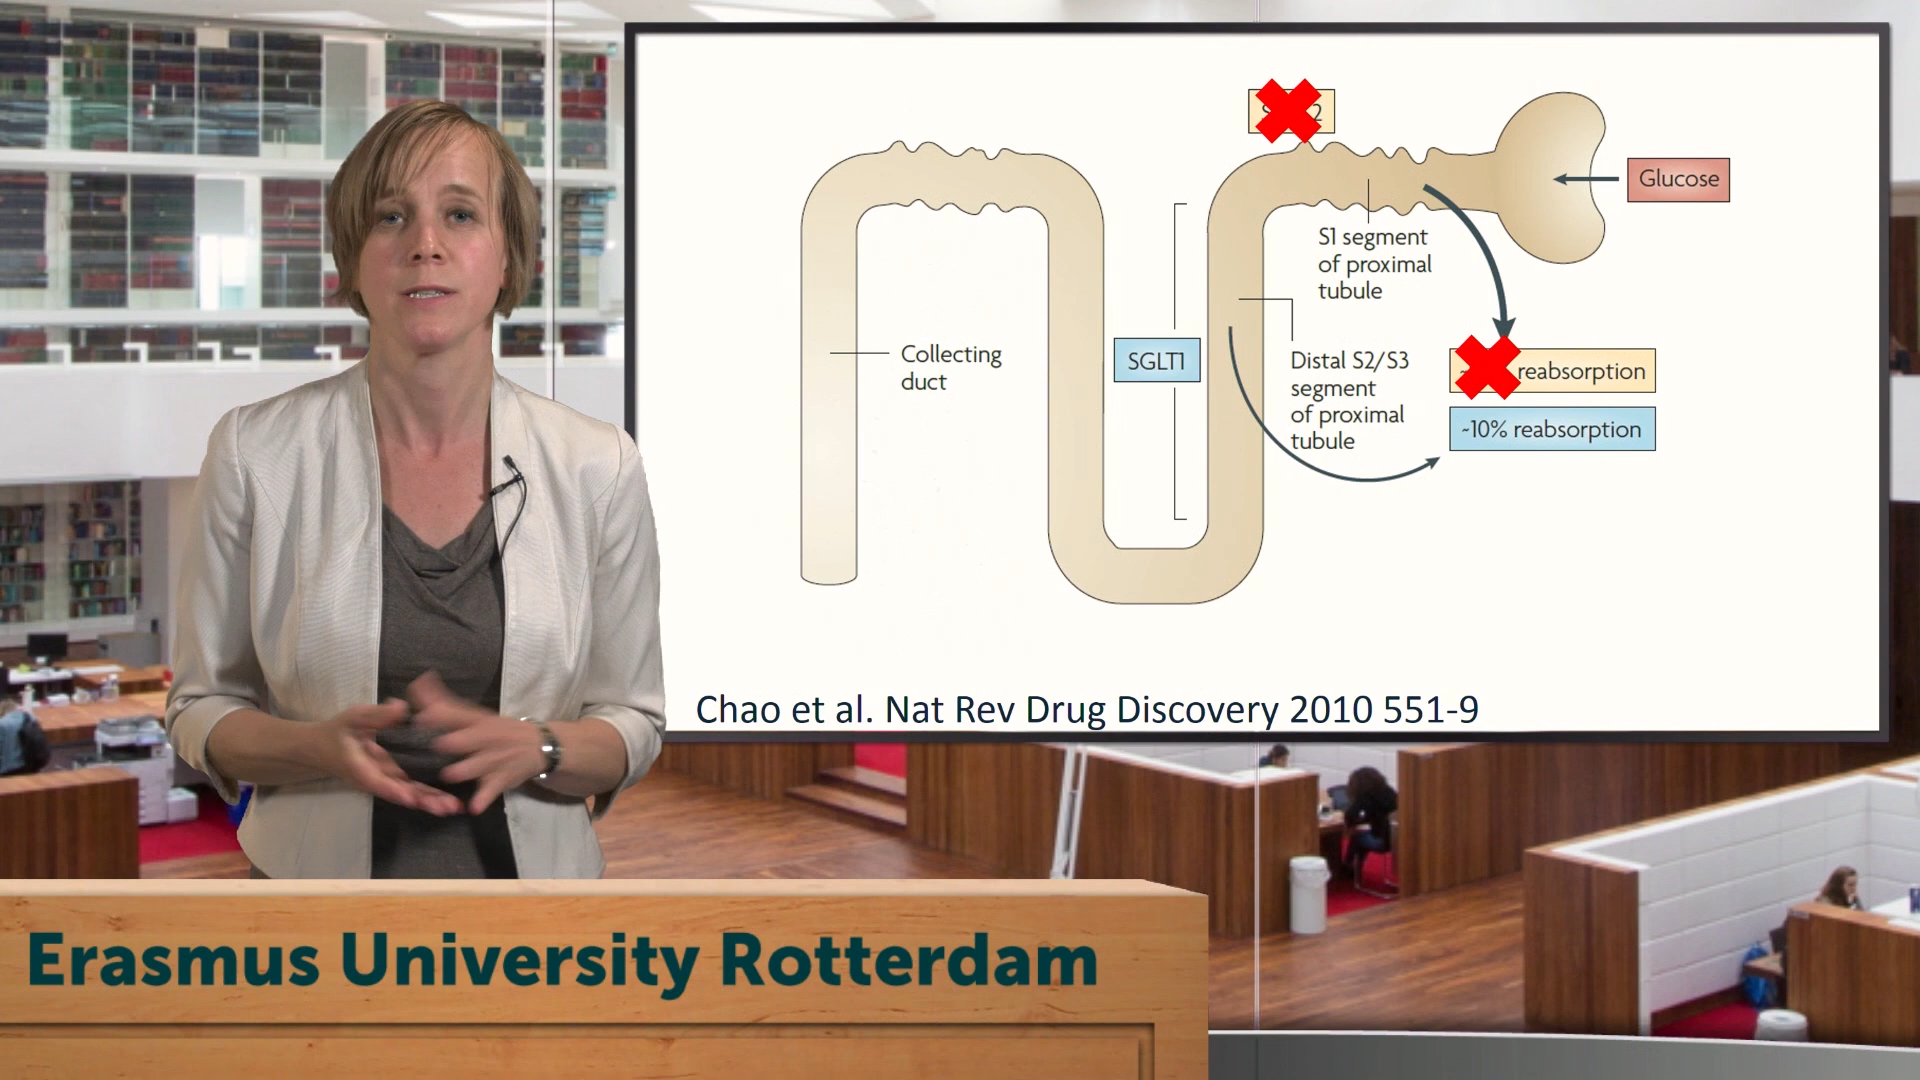 Glucose
S1 segment
of proximal
tubule
Collecting
duct
SGLT1
Distal S2/S3
segment
of proximal
tubule
reabsorption
~10% reabsorption
Chao et al. Nat Rev Drug Discovery 2010 551-9
Erasmus University Rotterdam